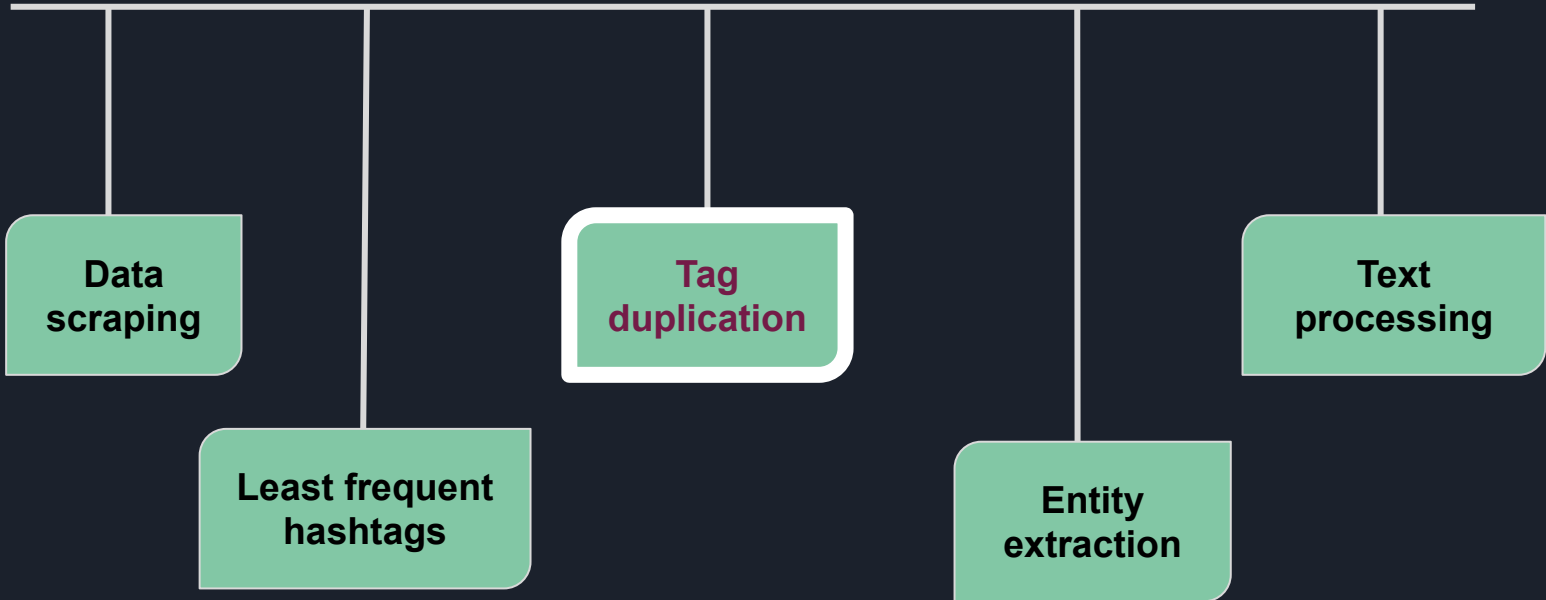 Data
scraping
Least frequent
hashtags
Tag
duplication
Entity
extraction
Text
processing